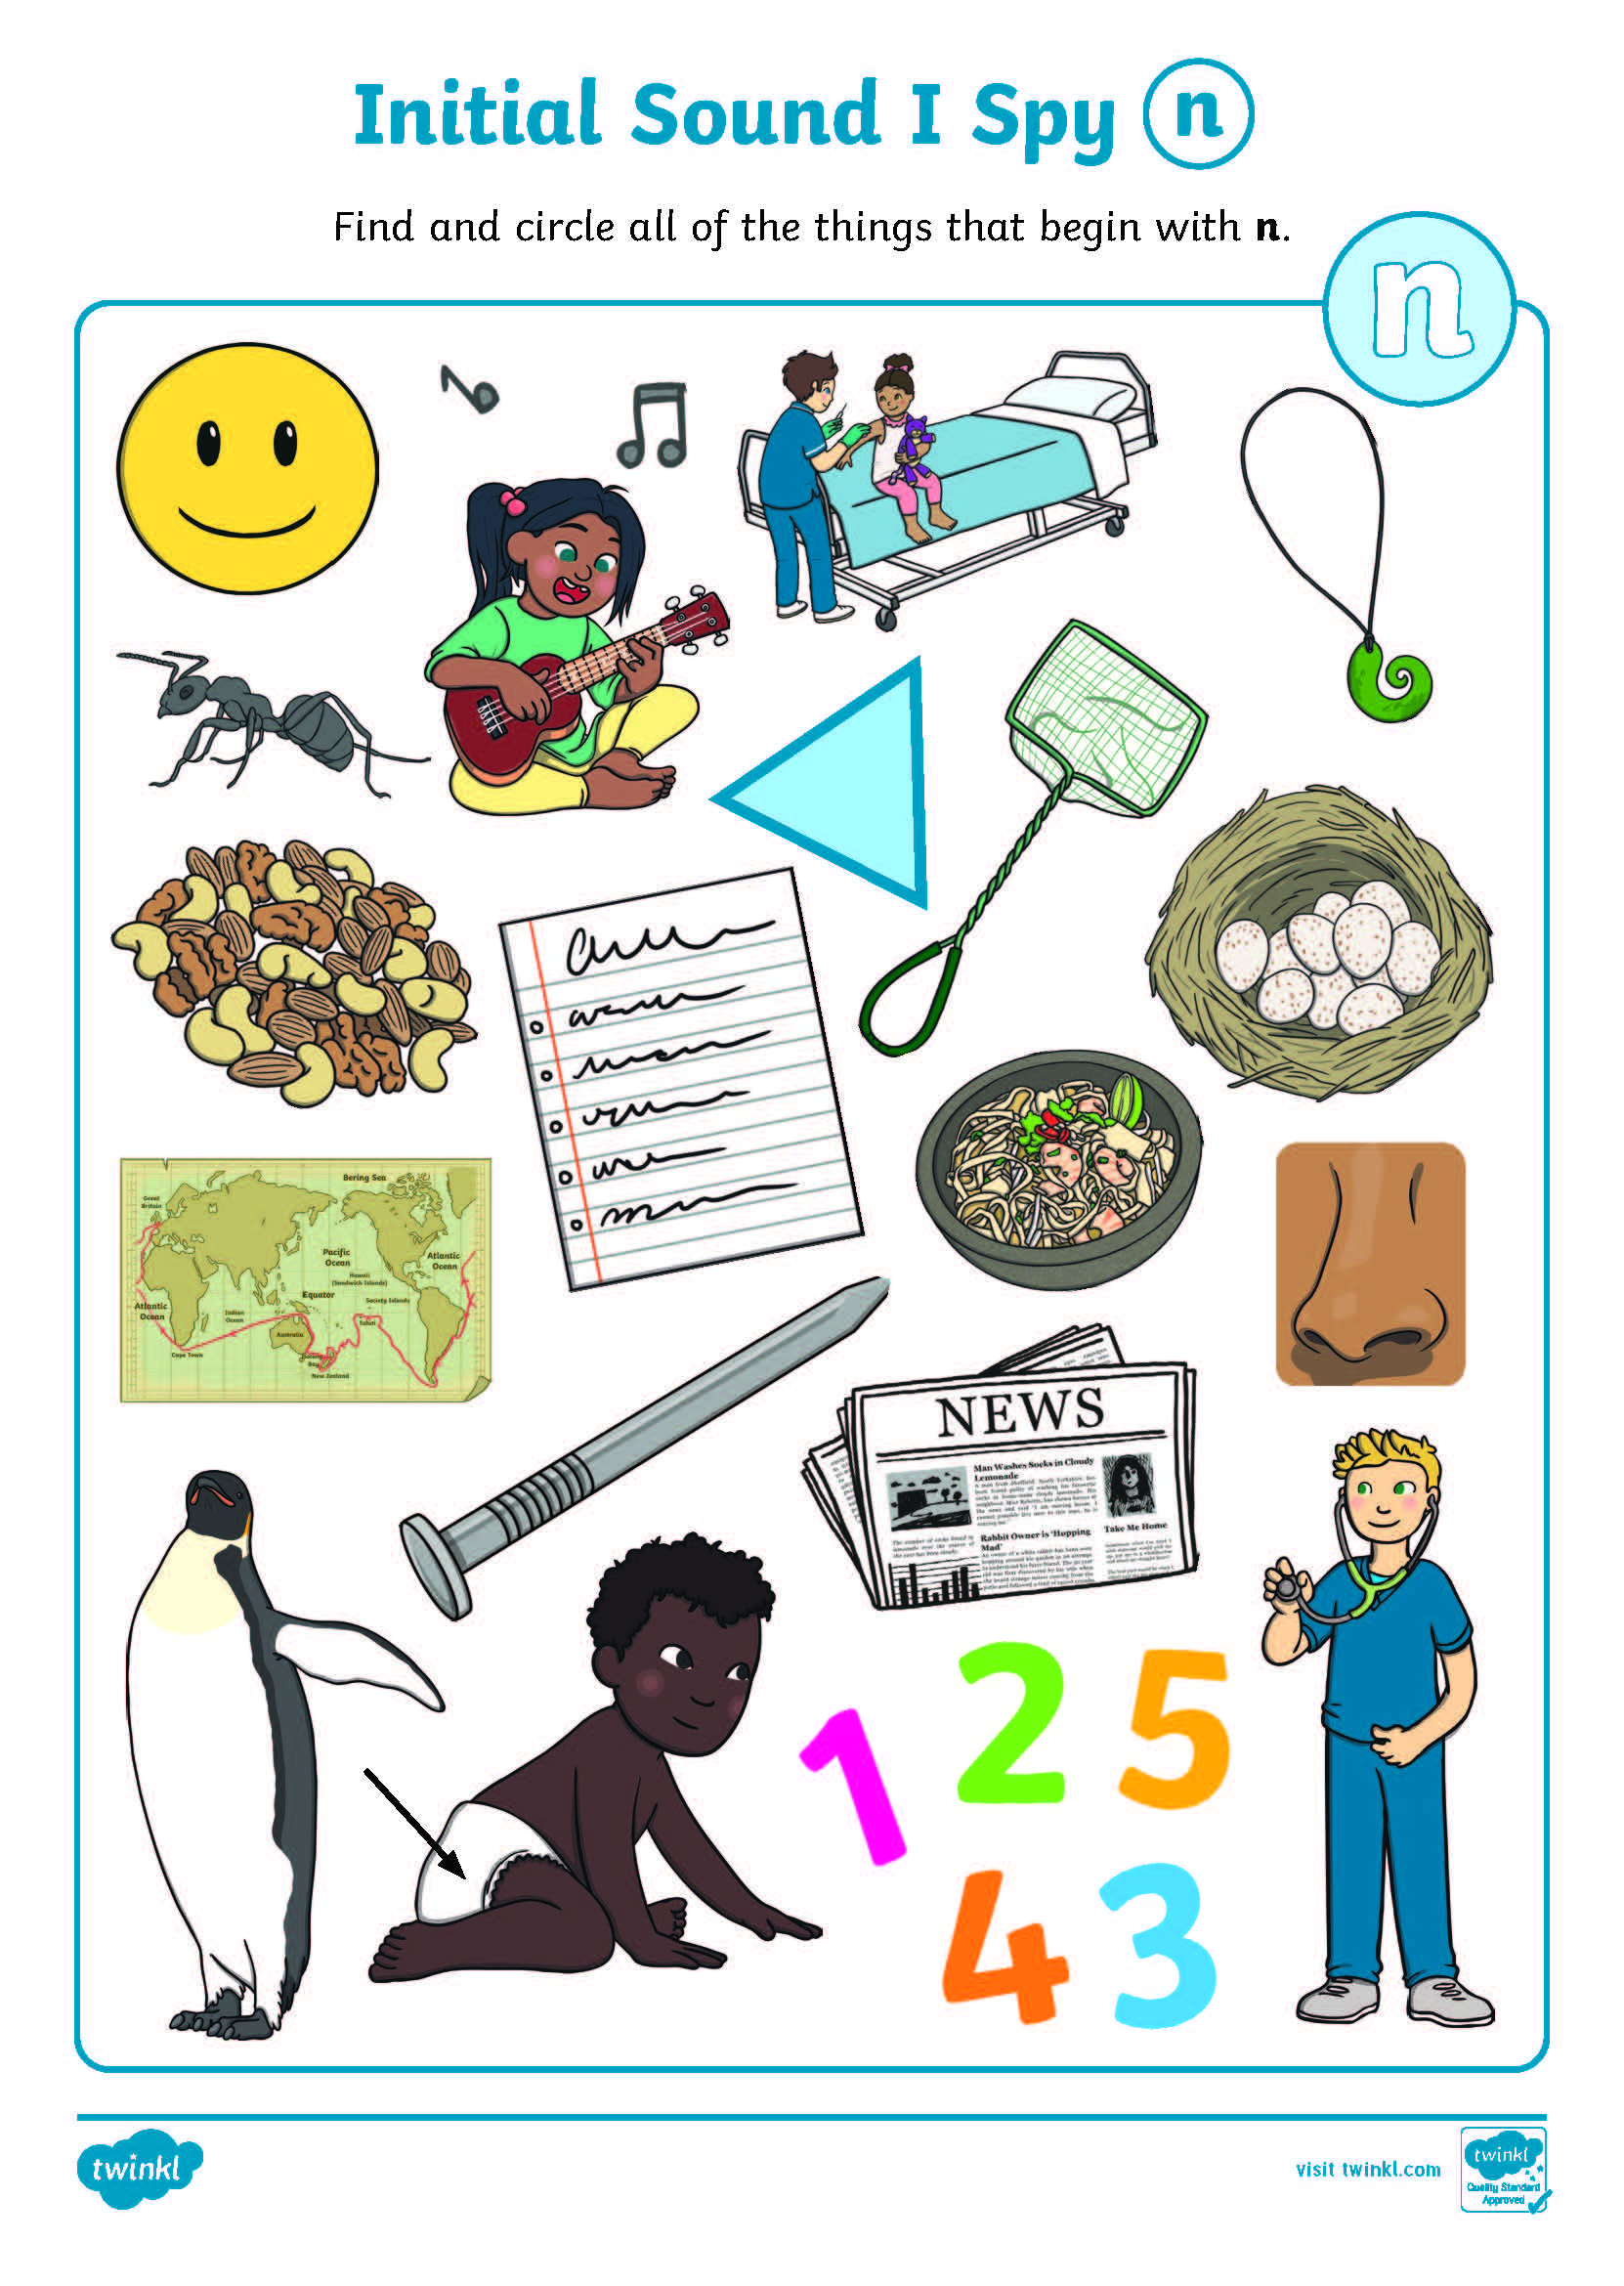 Initial Sound I Spy n
Find and circle all of the things that begin with n.
n
Great
Britain
Bering Sea
Pacific
Ocean
Atlantic
Ocean
Hawaii
(Sandwich Islands)
Equator
Society Islands
Atlantic
Ocean
Indian
Ocean
Tahiti
Australia
Cape Town
Bay
New Zealand
NEWS
Man Washes Socks in Cloudy
Lemonade
Rabbit Owner is 'Hopping
Mad'
Take Me Home
1
2
5
4
3
twinkl
visit twinkl.com
twinkl
Quality Standard
Approved